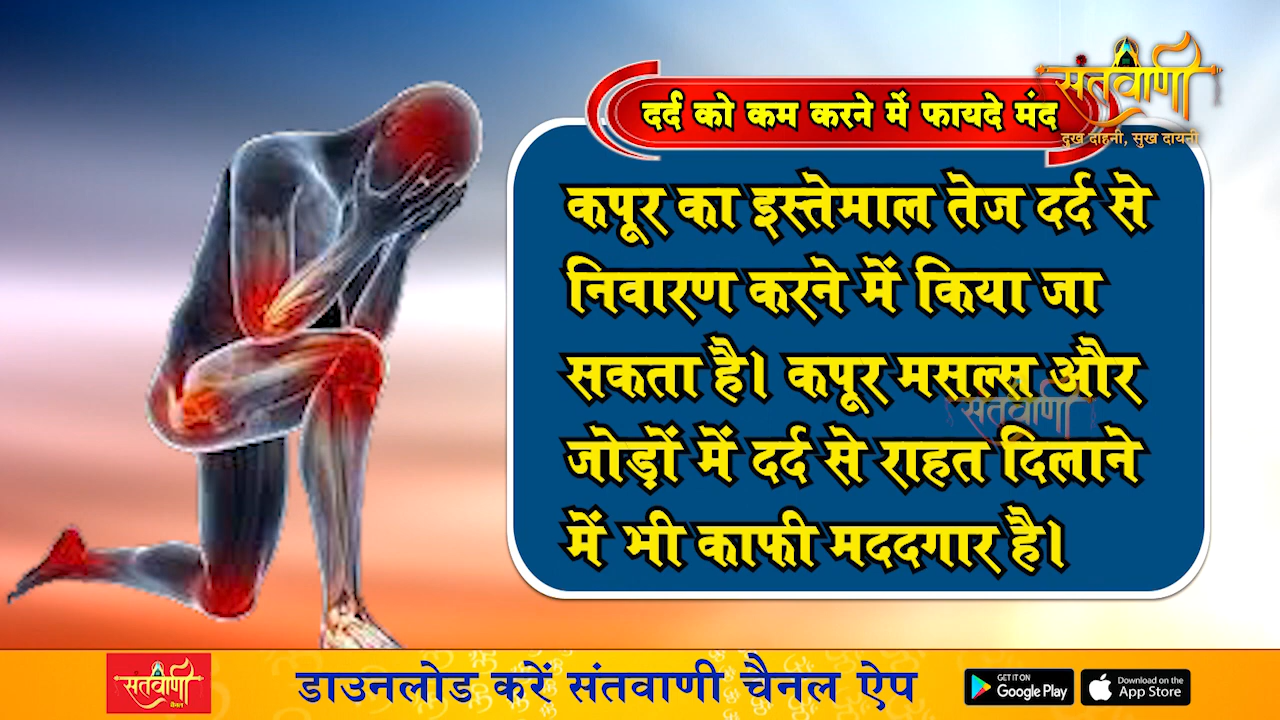 संतवाणी
दुख दाहनी, सुख दायनी
दर्द को कम करने में फायदे मंद
कपूर का इस्तेमाल तेज दर्द से
निवारण करने में किया जा
सकता है। कपूर मसल्स और
संतवाणी
जोड़ों में दर्द से राहत दिलाने
में भी काफी मददगार है।
संतवाणी
चैनल
डाउनलोड करें संतवाणी चैनल ऐप
GET IT ON
Google Play
Download on the
App Store